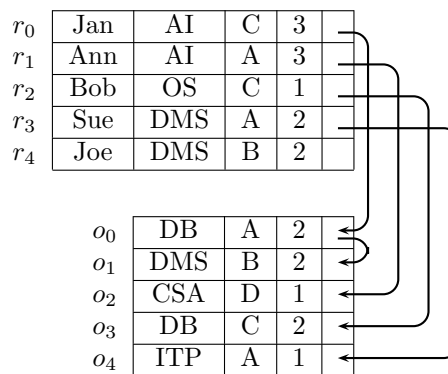 r0 Jan AI C 3
r1 Ann AI A 3
r2 Bob OS C 1
r3 Sue DMS A 2
r4 Joe DMS B 2
o0 DB A 2
o1 DMS B 2
o2 CSA D 1
o3 DB C 2
o4 ITP A 1